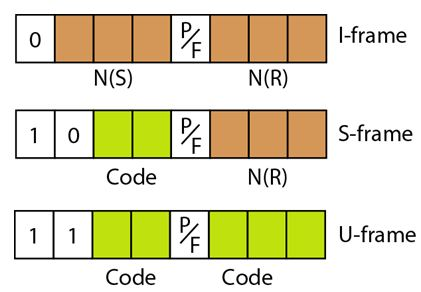 0 P/F I-frame
N(S) N(R)
1 0 P/F S-frame
Code N(R)
1 1 P/F U-frame
Code Code